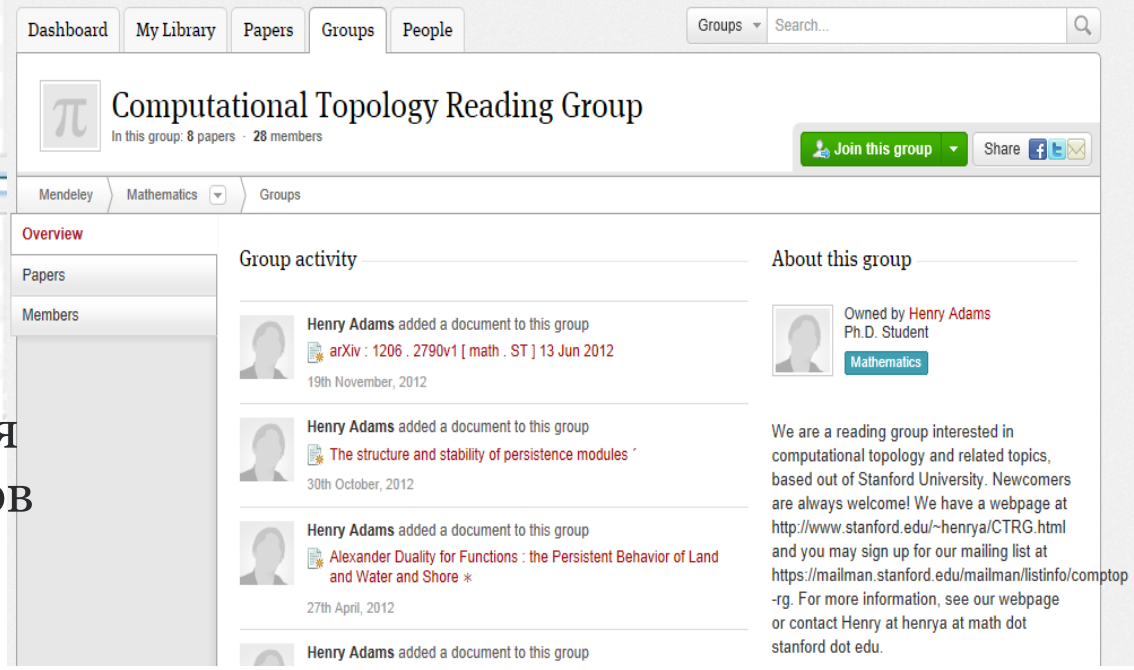 Dashboard
My Library
Papers
Groups
People
Groups
Search...
π
Computational Topology Reading Group
In this group: 8 papers · 28 members
Join this group
Share
Mendeley
Mathematics
Groups
Overview
Papers
Members
я
ов
Group activity
Henry Adams added a document to this group
arXiv : 1206 . 2790v1 [ math . ST ] 13 Jun 2012
19th November, 2012
Henry Adams added a document to this group
The structure and stability of persistence modules ´
30th October, 2012
Henry Adams added a document to this group
Alexander Duality for Functions : the Persistent Behavior of Land
and Water and Shore ∗
27th April, 2012
Henry Adams added a document to this group
About this group
Owned by Henry Adams
Ph.D. Student
Mathematics
We are a reading group interested in
computational topology and related topics,
based out of Stanford University. Newcomers
are always welcome! We have a webpage at
http://www.stanford.edu/~henrya/CTRG.html
and you may sign up for our mailing list at
https://mailman.stanford.edu/mailman/listinfo/comptop
-rg. For more information, see our webpage
or contact Henry at henrya at math dot
stanford dot edu.